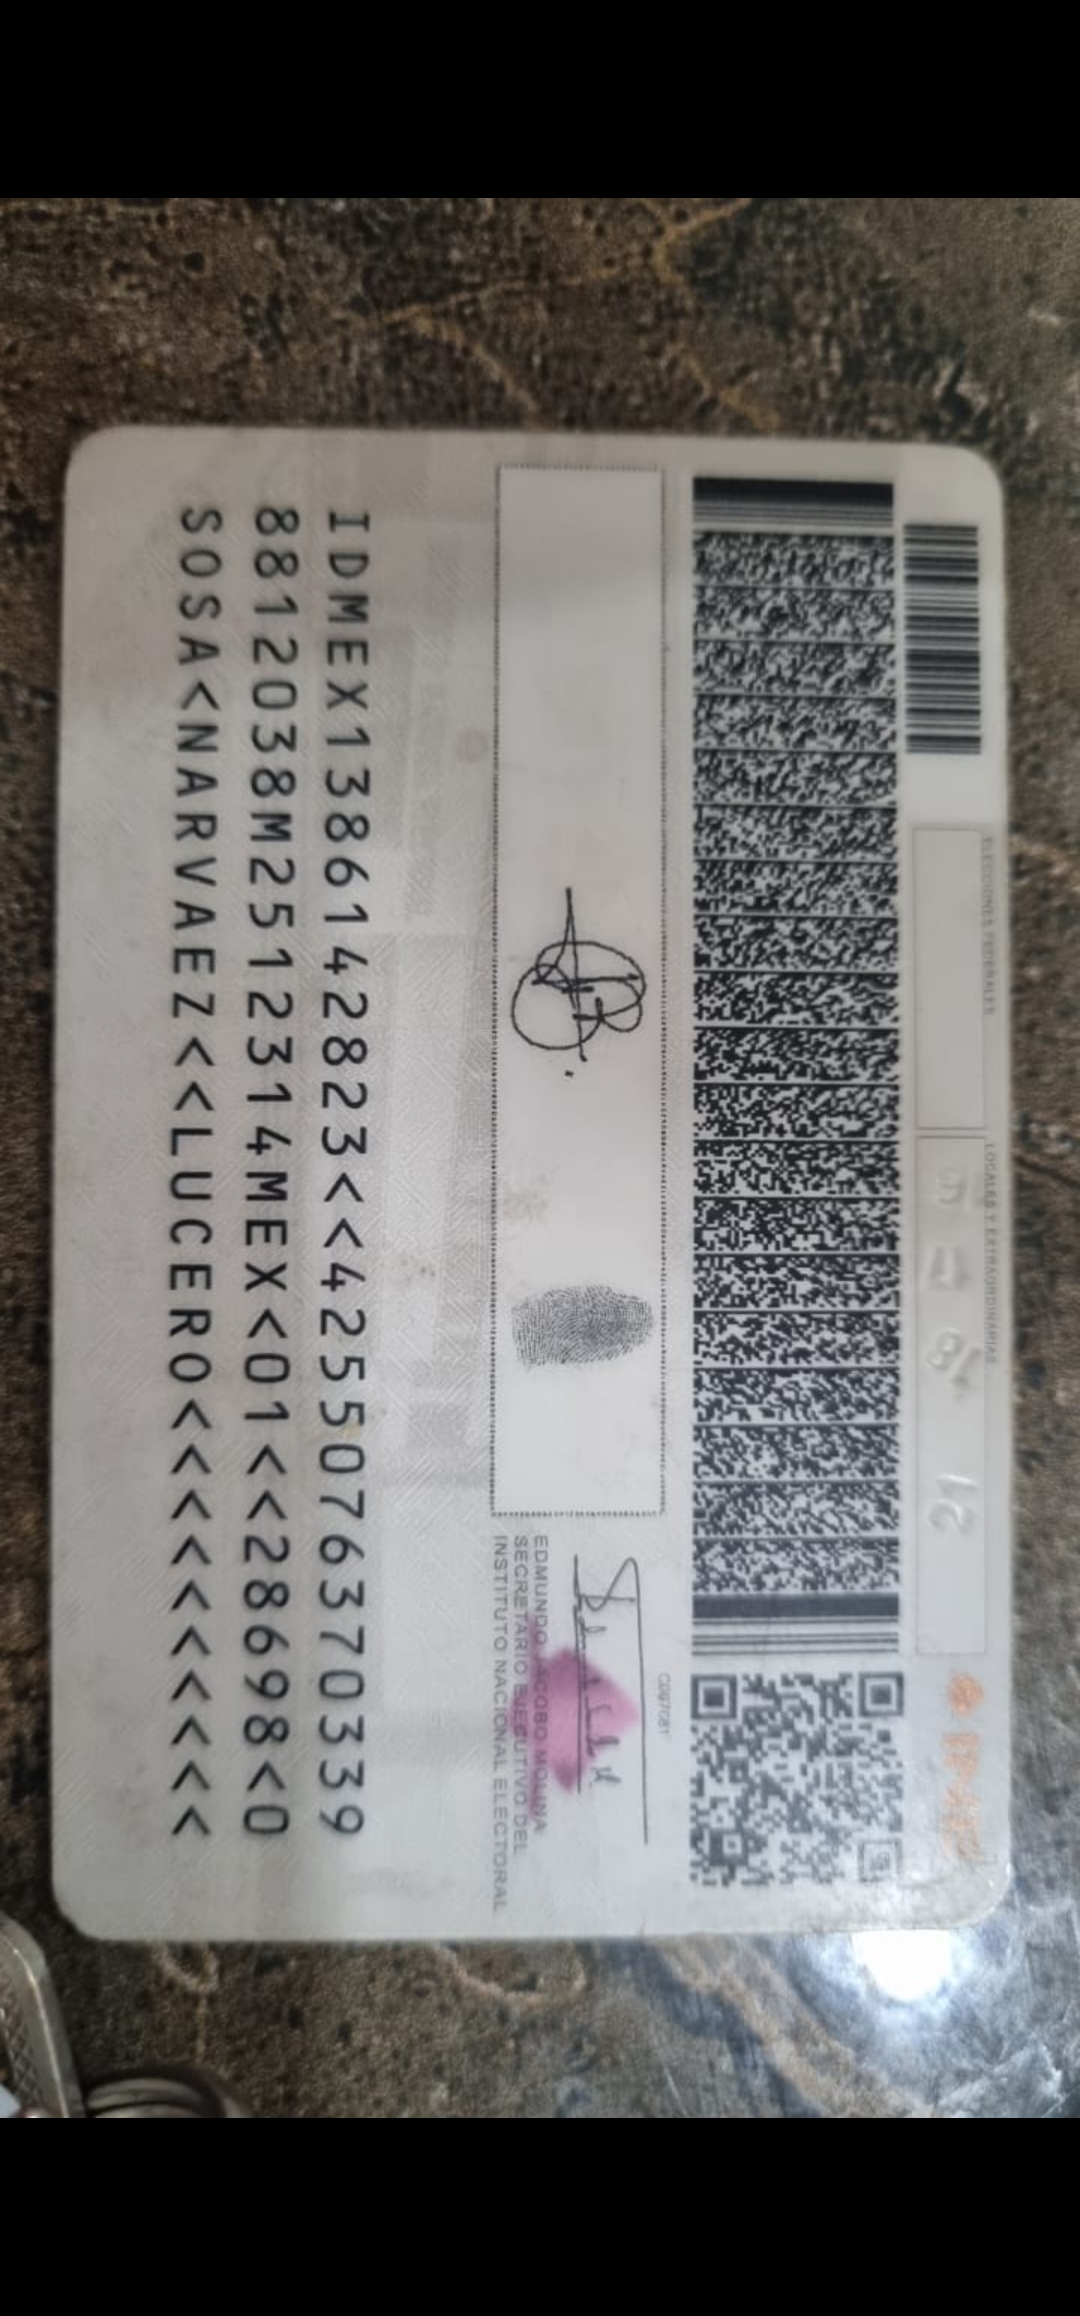 ELECCIONES FEDERALES
LOCALES Y EXTRAORDINARIAS
21
EDMUNDO JACOBO MOLINA
SECRETARIO EJECUTIVO DEL
INSTITUTO NACIONAL ELECTORAL
IDMEX1386142823<<4255076370339
8812038M2512314MEX<01<<28698<0
SOSA<NARVAEZ<<LUCERO<<<<<<<<<<